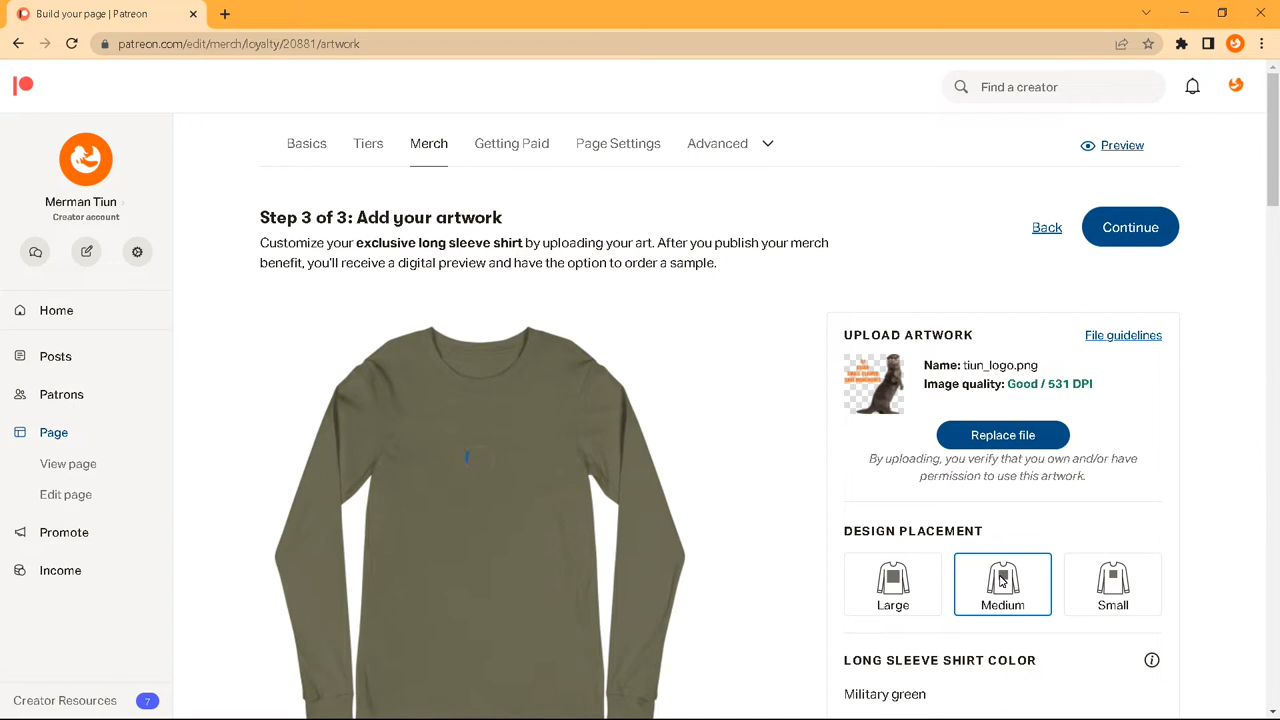 Build your page | Patreon
patreon.com/edit/merch/loyalty/20881/artwork
Find a creator
Merman Tiun
Creator account
Home
Posts
Patrons
Page
View page
Edit page
Promote
Income
Creator Resources
7
Basics
Tiers
Merch
Getting Paid
Page Settings
Advanced
Preview
Step 3 of 3: Add your artwork
Customize your exclusive long sleeve shirt by uploading your art. After you publish your merch
benefit, you'll receive a digital preview and have the option to order a sample.
Back
Continue
UPLOAD ARTWORK
File guidelines
Name: tiun_logo.png
Image quality: Good / 531 DPI
Replace file
By uploading, you verify that you own and/or have
permission to use this artwork.
DESIGN PLACEMENT
Large
Medium
Small
LONG SLEEVE SHIRT COLOR
Military green